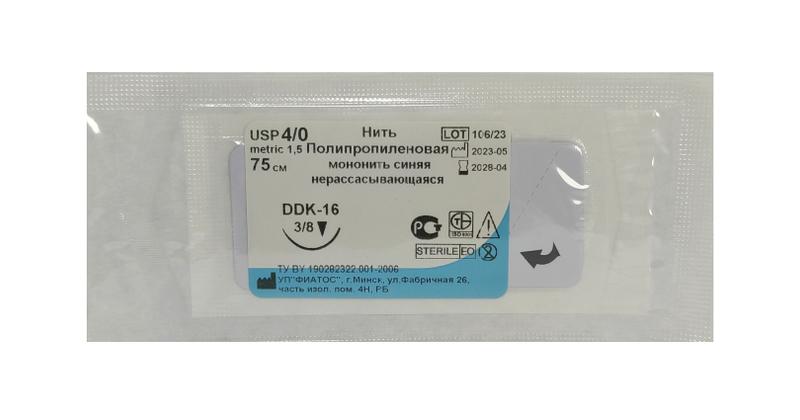 USP 4/0 Нить LOT 106/23
metric 1,5 Полипропиленовая 2023-05
75 см мононить синяя 2028-04
нерассасывающаяся
DDK-16
3/8
STERILE EO
ТУ BY 190282322.001-2006
УП"ФИАТОС", г.Минск, ул.Фабричная 26,
часть изол. пом. 4Н, РБ